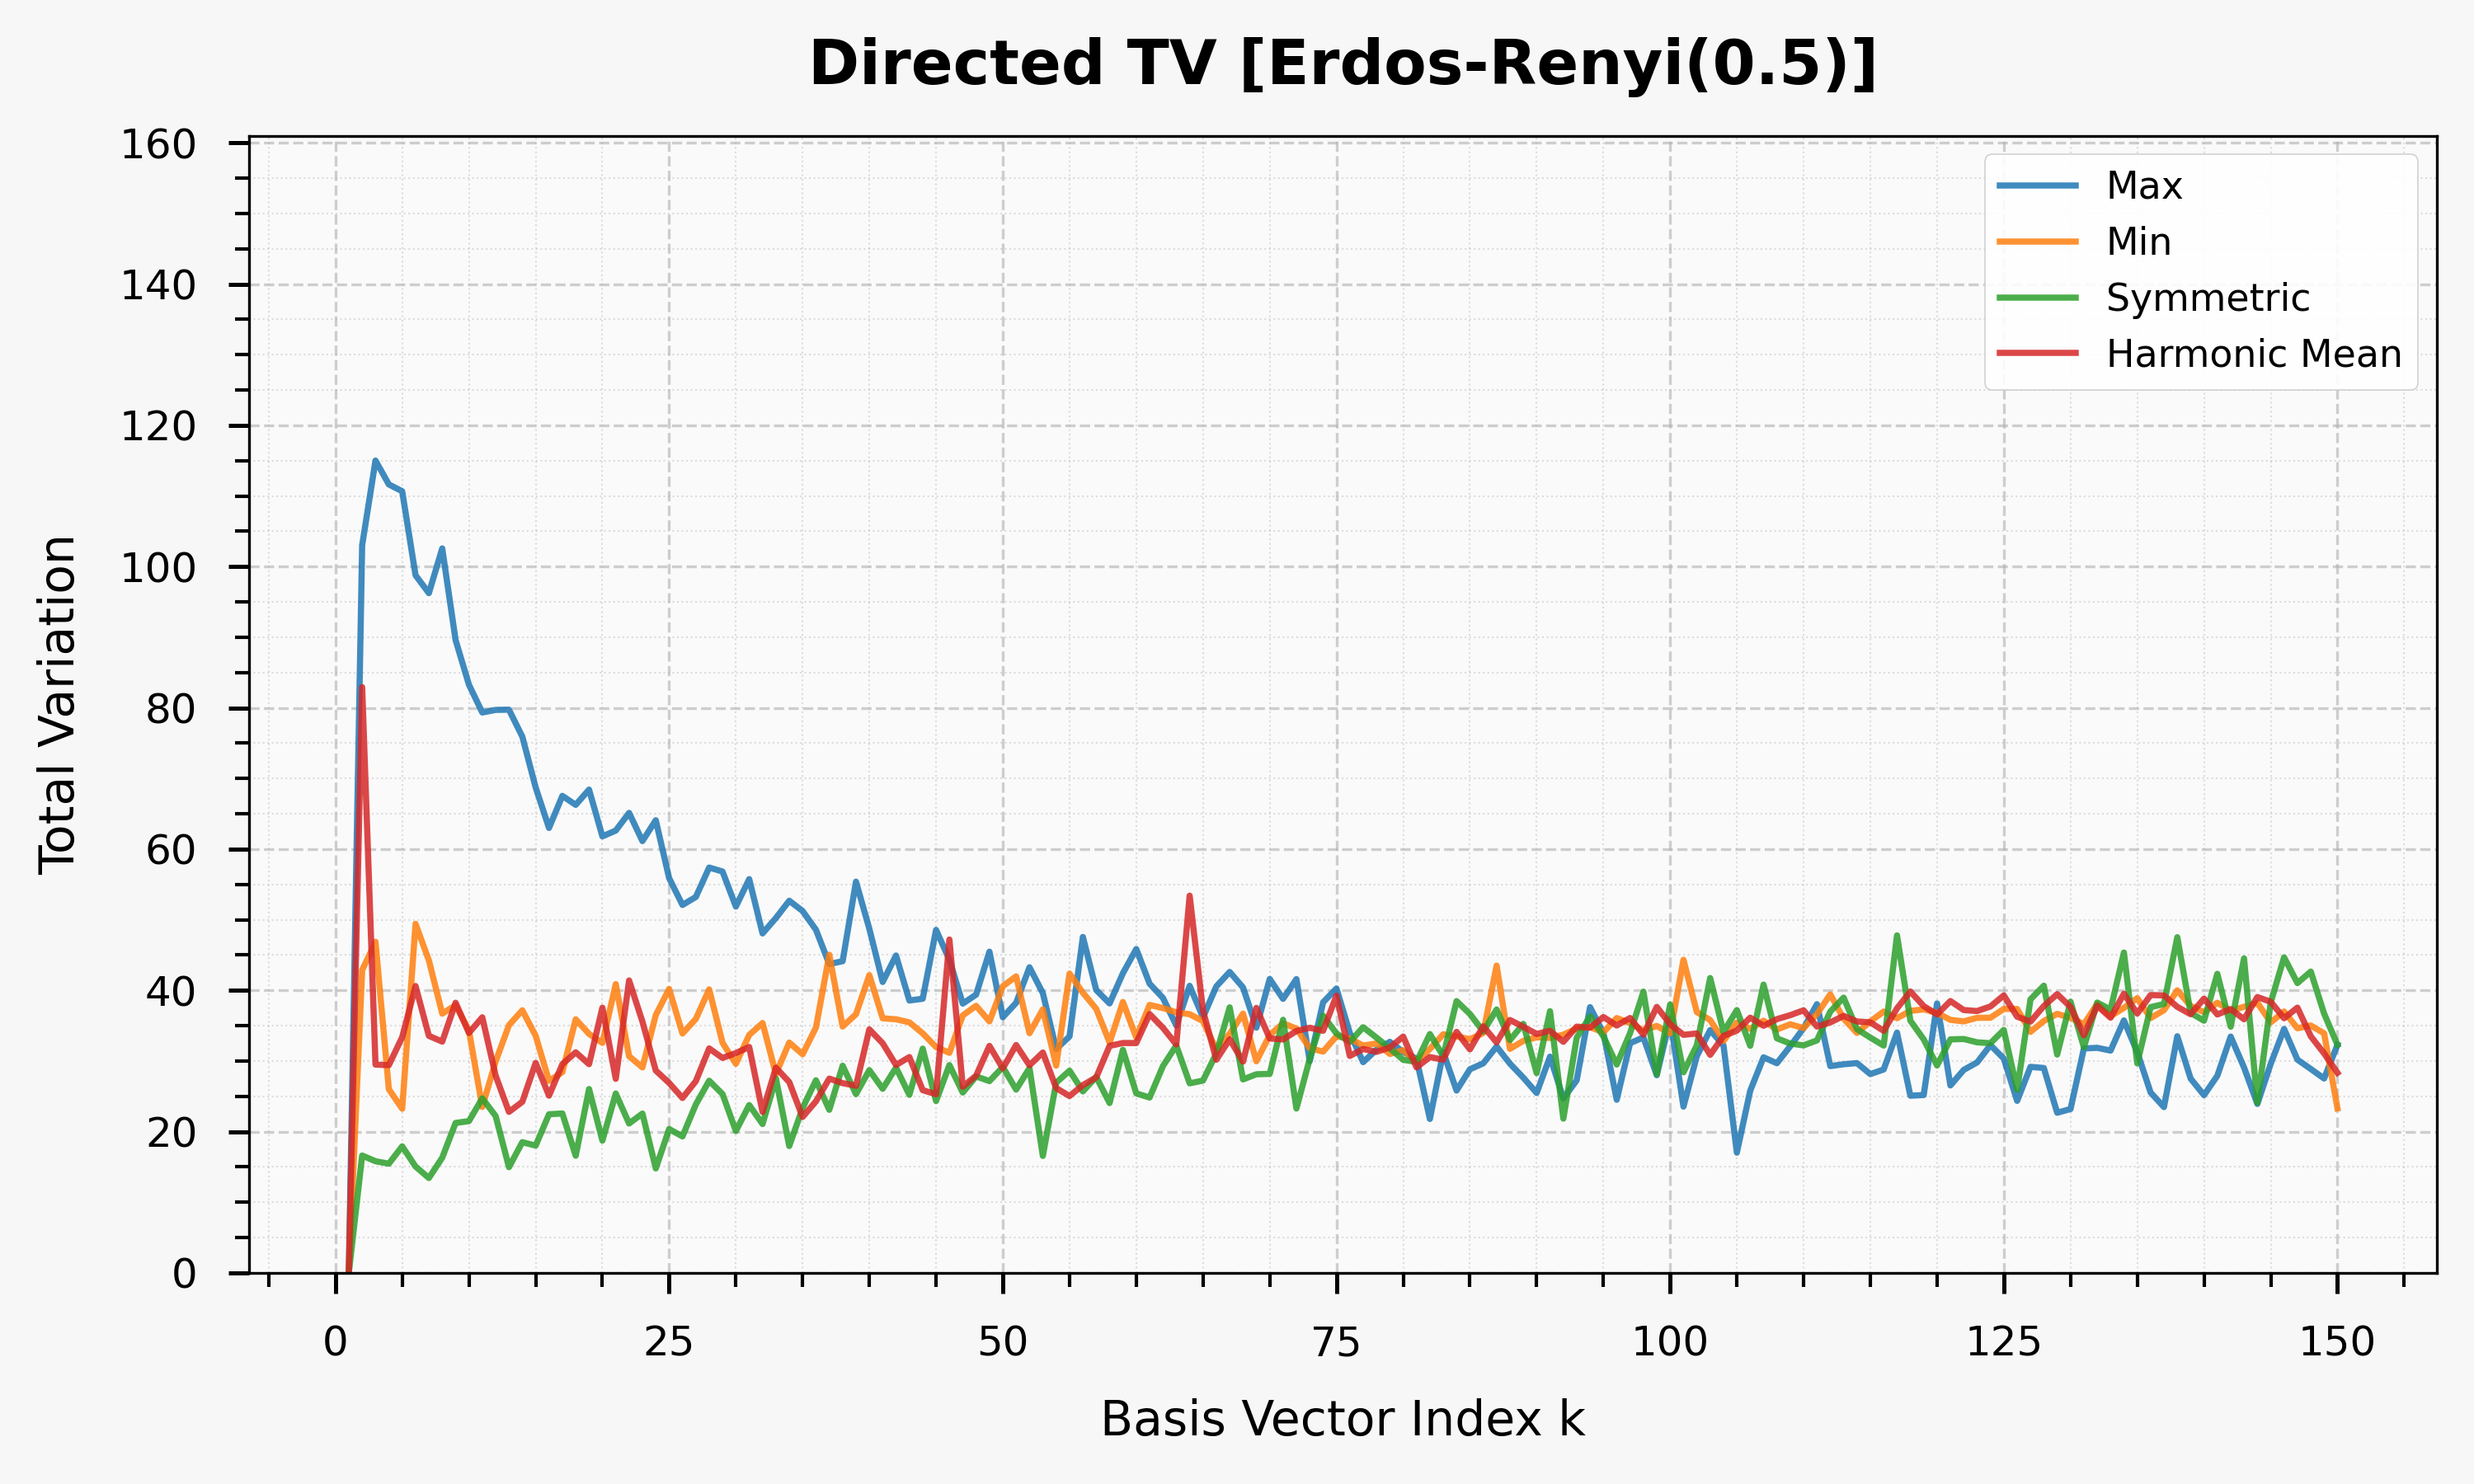 Directed TV [Erdos-Renyi(0.5)]
Total Variation
160
140
120
100
80
60
40
20
0
Max
Min
Symmetric
Harmonic Mean
0 25 50 75 100 125 150
Basis Vector Index k